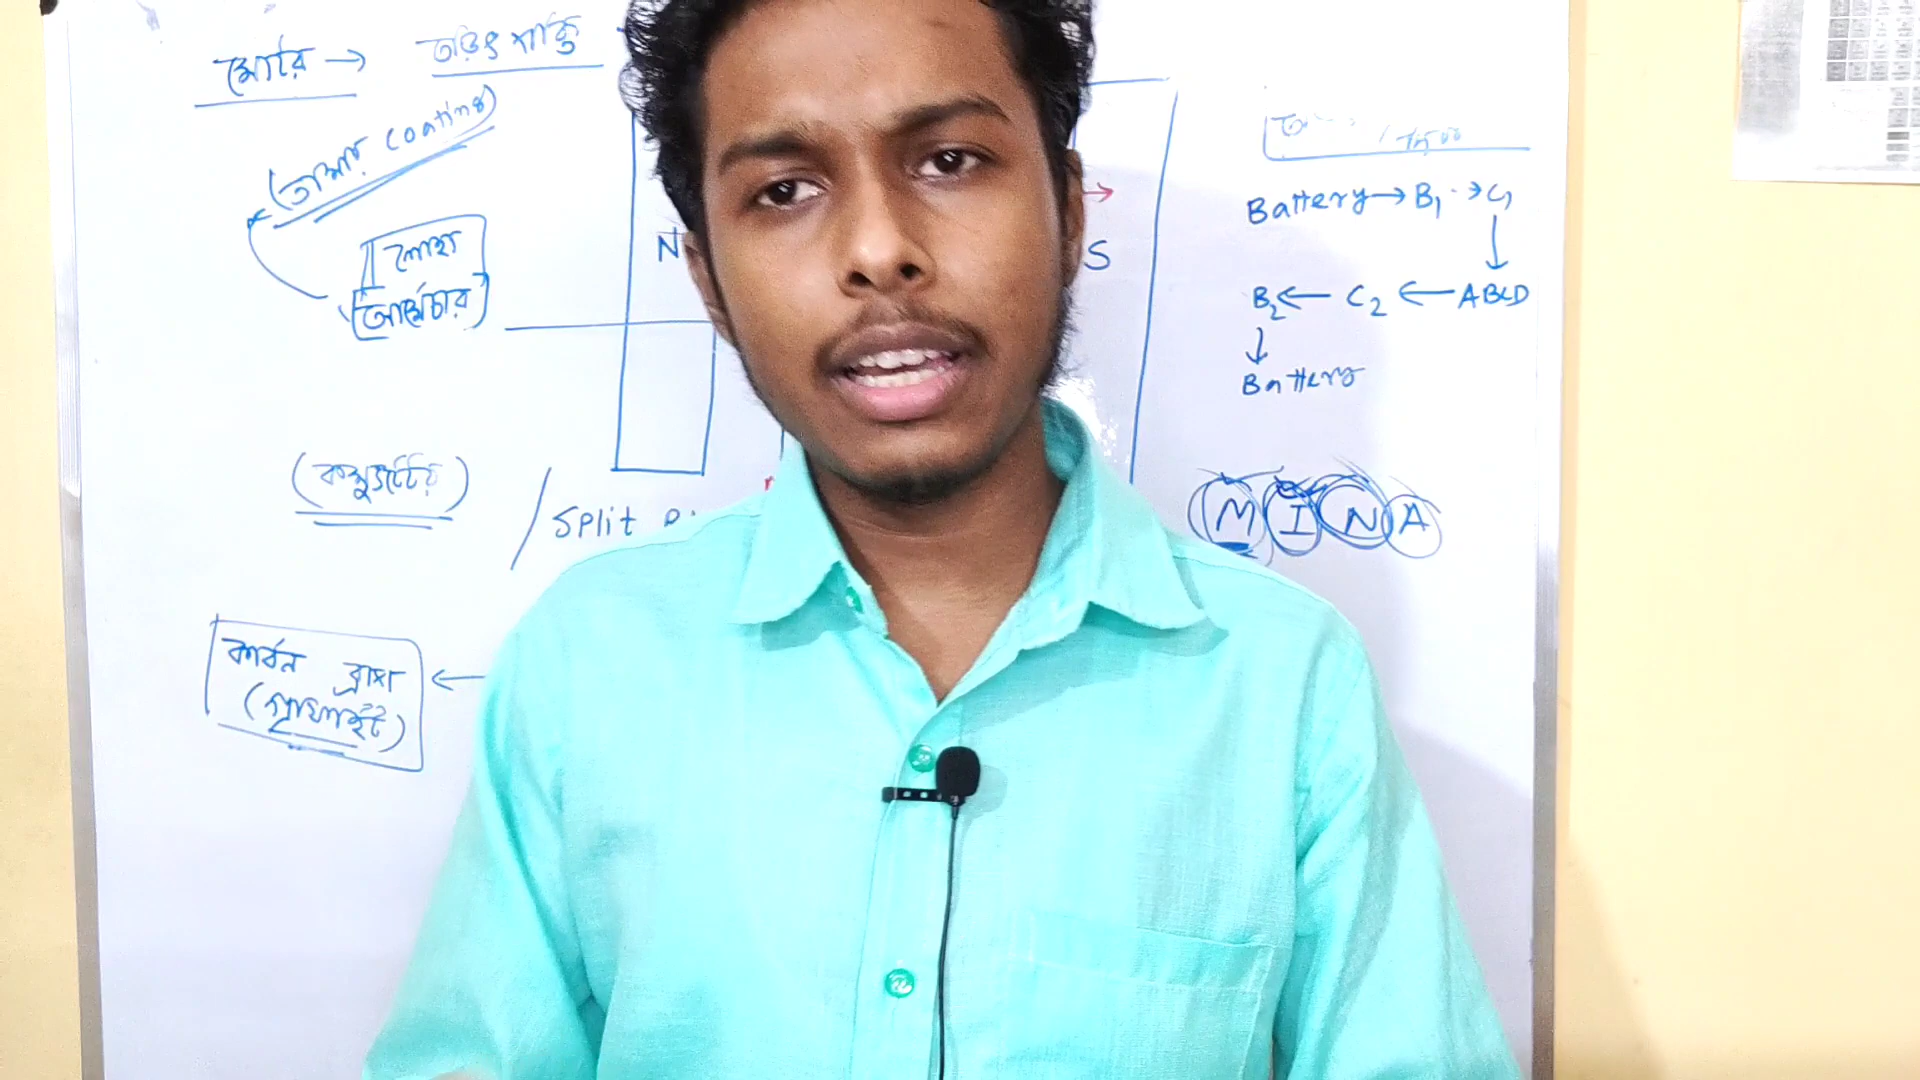 মোটর → তড়িৎ শক্তি
(তামার coating)
লোহা
আর্মেচার
N
S
Battery → B₁ → C₁
↓
B₂ ← C₂ ← ABCD
↓
Battery
(কম্যুটেটর)
/ Split
M I N A
কার্বন ব্রাশ ←
(গ্রাফাইট)